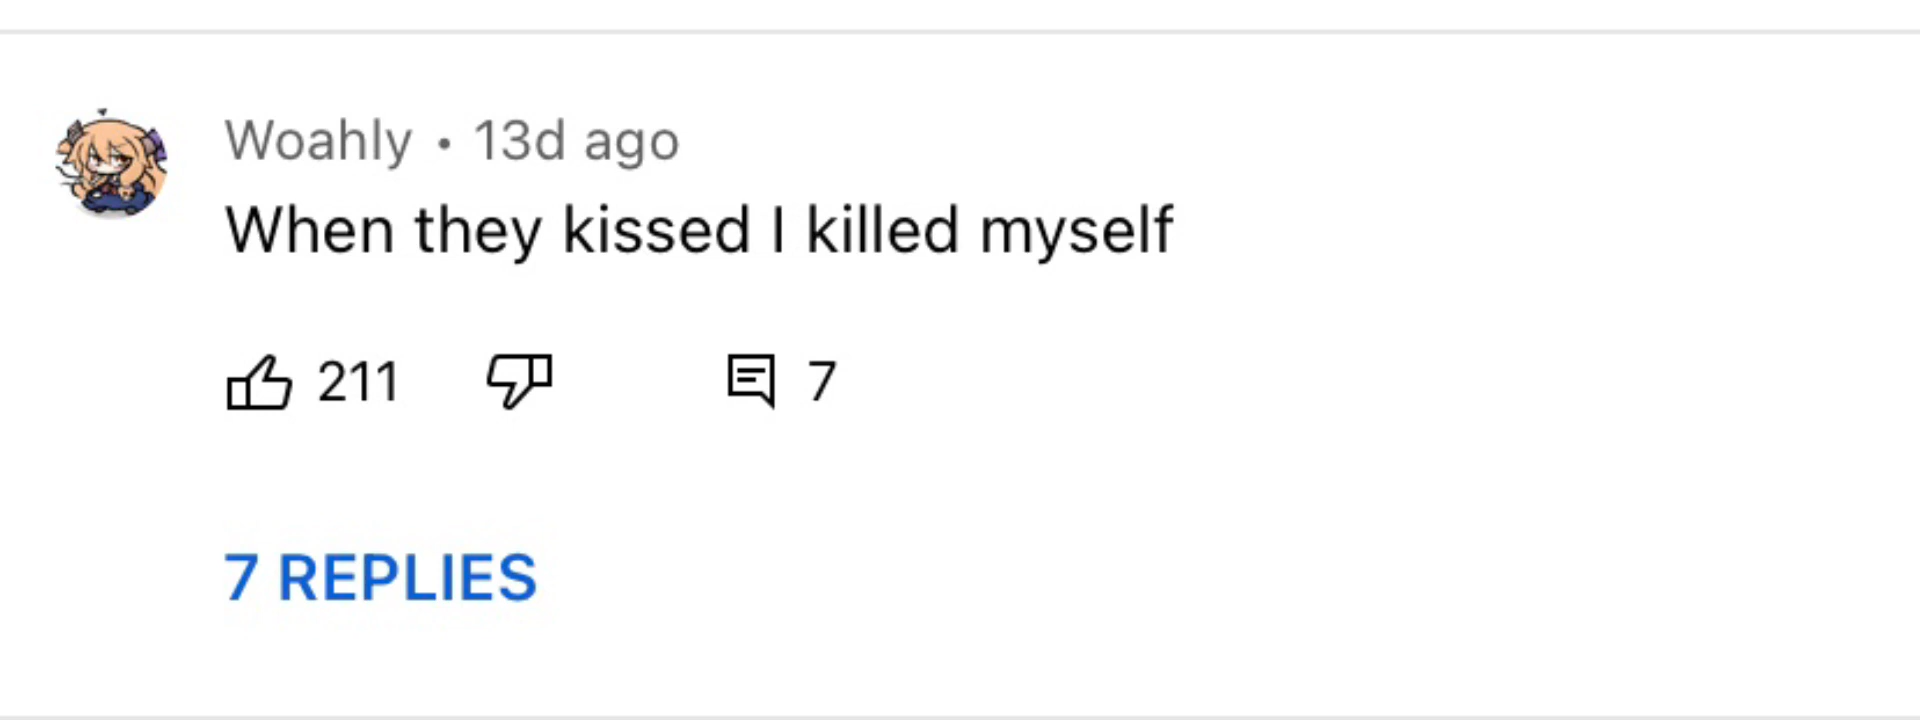 Woahly • 13d ago
When they kissed I killed myself
211 7
7 REPLIES